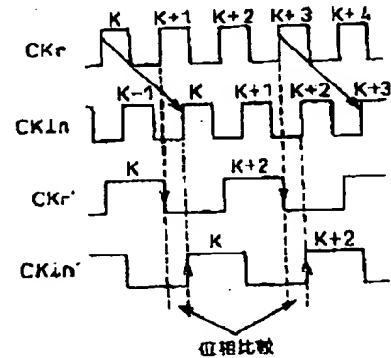 K K+1 K+2 K+3 K+4
CKr
K-1 K K+1 K+2 K+3
CKin
K K+2
CKr'
K K+2
CKin'
位相比較